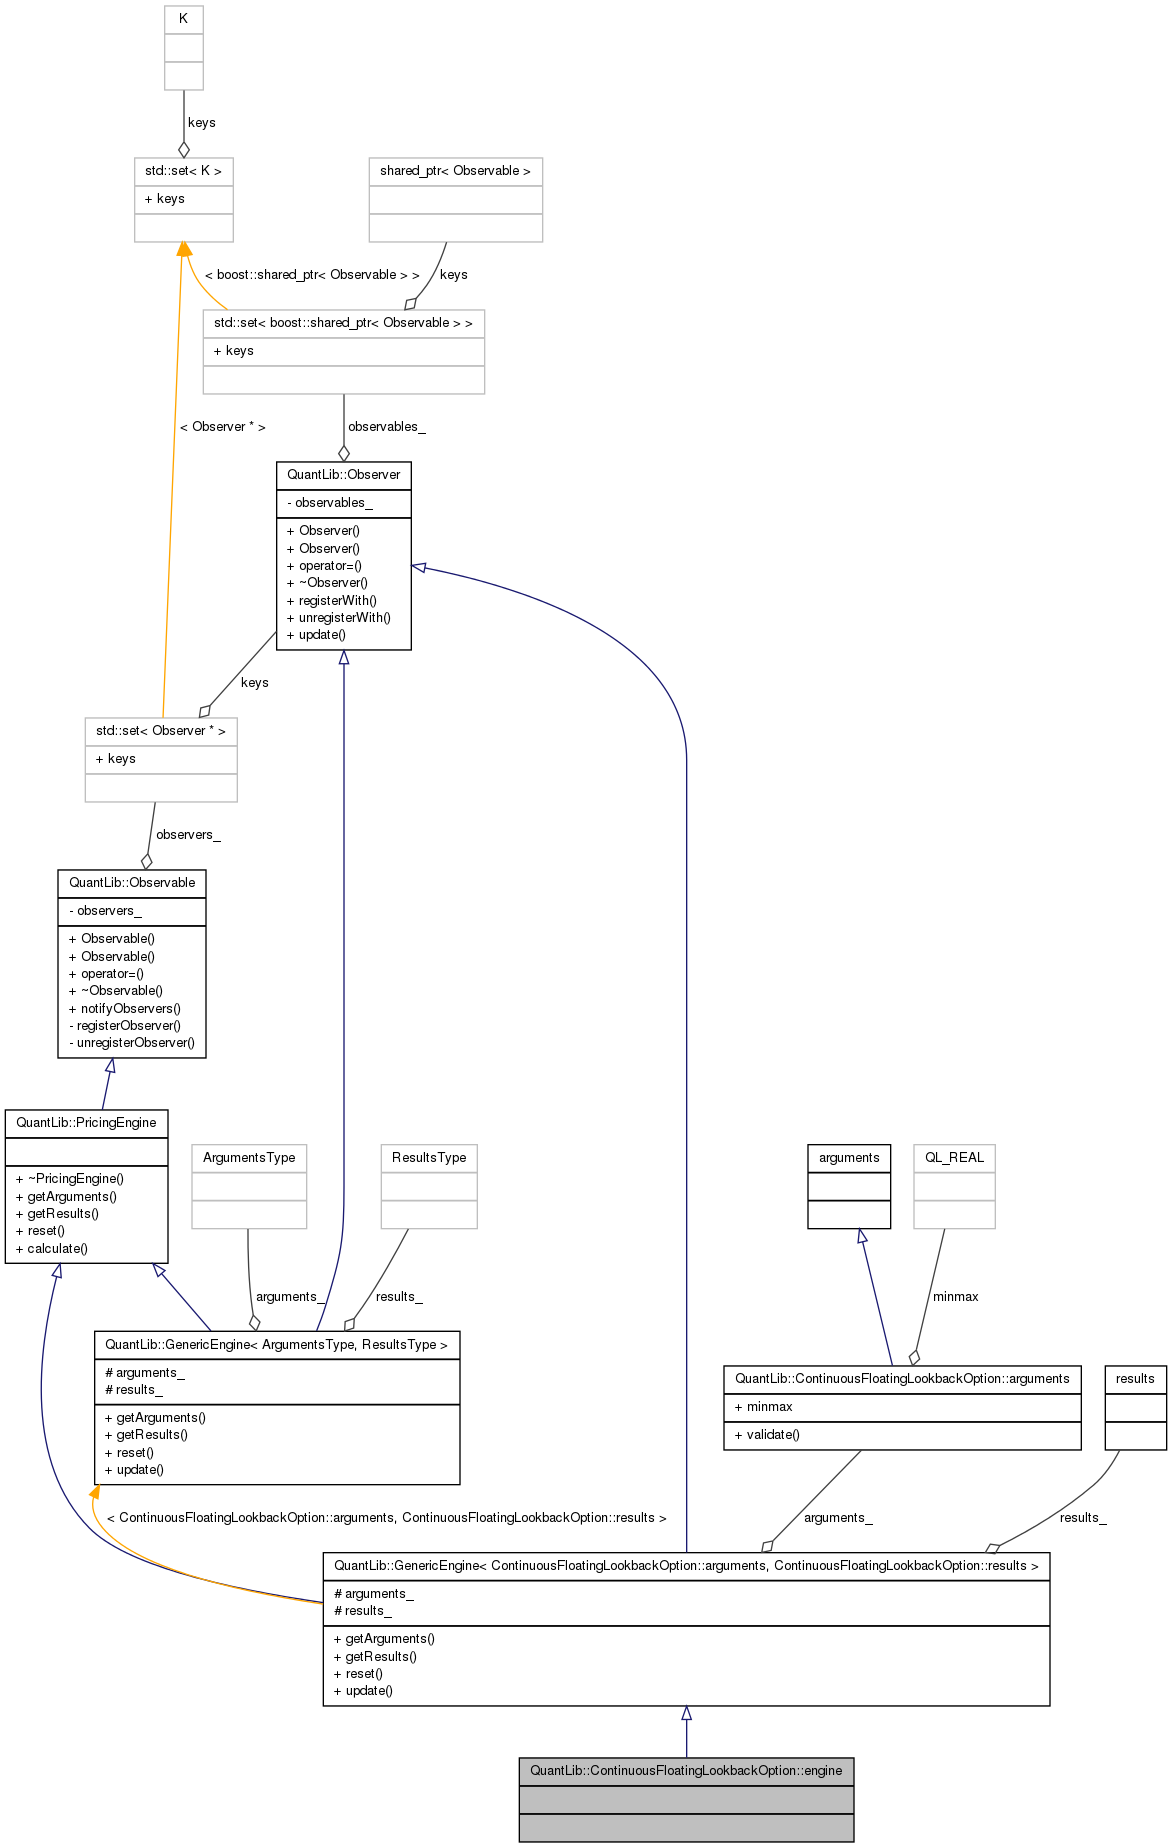 K
keys
std::set< K >
+ keys
shared_ptr< Observable >
< boost::shared_ptr< Observable > >
keys
std::set< boost::shared_ptr< Observable > >
+ keys
< Observer * >
observables_
QuantLib::Observer
- observables_
+ Observer()
+ Observer()
+ operator=()
+ ~Observer()
+ registerWith()
+ unregisterWith()
+ update()
keys
std::set< Observer * >
+ keys
observers_
QuantLib::Observable
- observers_
+ Observable()
+ Observable()
+ operator=()
+ ~Observable()
+ notifyObservers()
- registerObserver()
- unregisterObserver()
QuantLib::PricingEngine
+ ~PricingEngine()
+ getArguments()
+ getResults()
+ reset()
+ calculate()
ArgumentsType
ResultsType
arguments
QL_REAL
arguments_
results_
minmax
QuantLib::GenericEngine< ArgumentsType, ResultsType >
# arguments_
# results_
+ getArguments()
+ getResults()
+ reset()
+ update()
QuantLib::ContinuousFloatingLookbackOption::arguments
+ minmax
+ validate()
results
< ContinuousFloatingLookbackOption::arguments, ContinuousFloatingLookbackOption::results >
arguments_
results_
QuantLib::GenericEngine< ContinuousFloatingLookbackOption::arguments, ContinuousFloatingLookbackOption::results >
# arguments_
# results_
+ getArguments()
+ getResults()
+ reset()
+ update()
QuantLib::ContinuousFloatingLookbackOption::engine